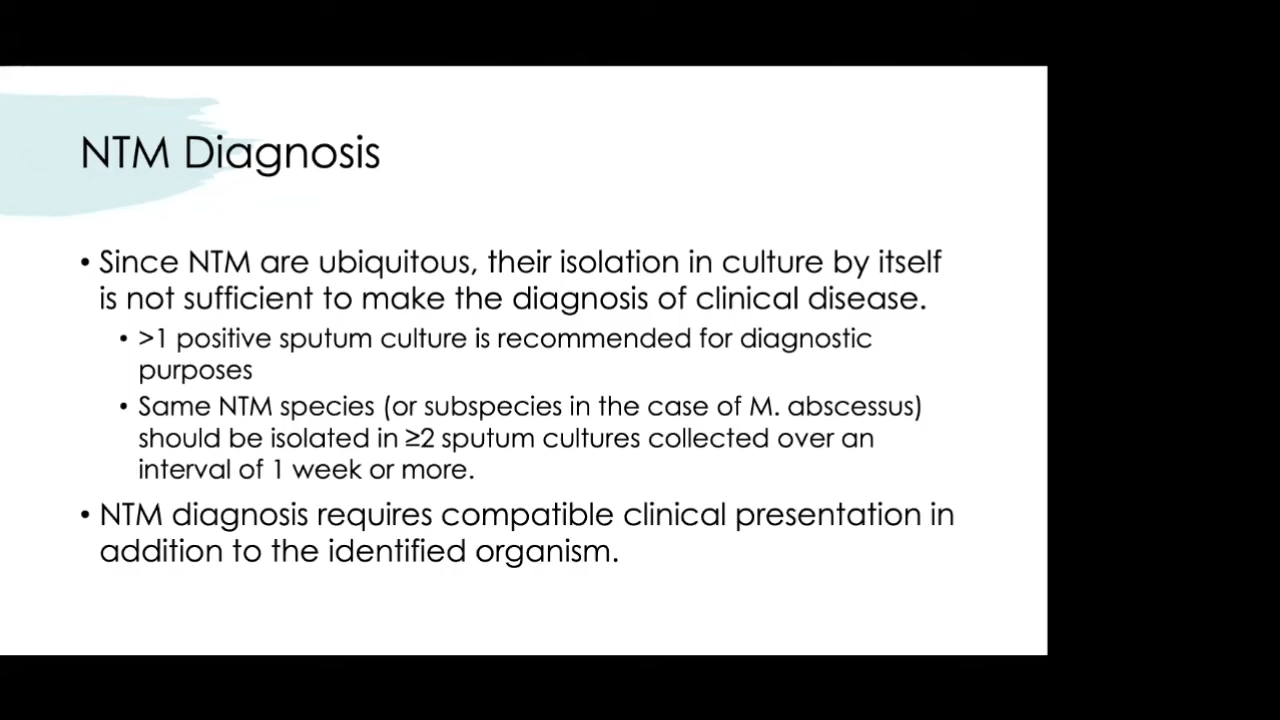 NTM Diagnosis
• Since NTM are ubiquitous, their isolation in culture by itself
is not sufficient to make the diagnosis of clinical disease.
• >1 positive sputum culture is recommended for diagnostic
purposes
• Same NTM species (or subspecies in the case of M. abscessus)
should be isolated in ≥2 sputum cultures collected over an
interval of 1 week or more.
• NTM diagnosis requires compatible clinical presentation in
addition to the identified organism.